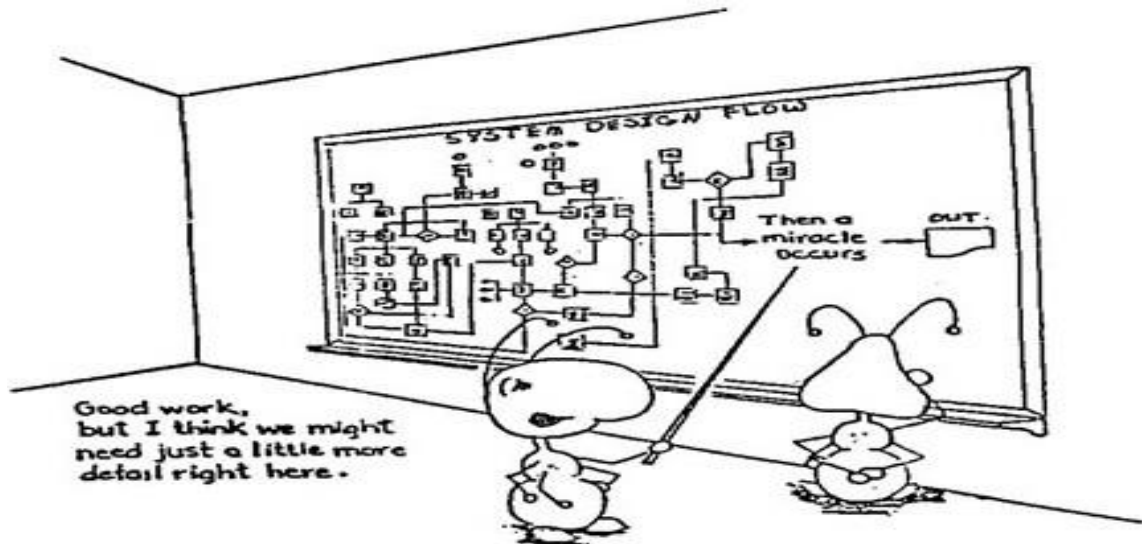 SYSTEM DESIGN FLOW
Then a
miracle
occurs
OUT.
Good work,
but I think we might
need just a little more
detail right here.